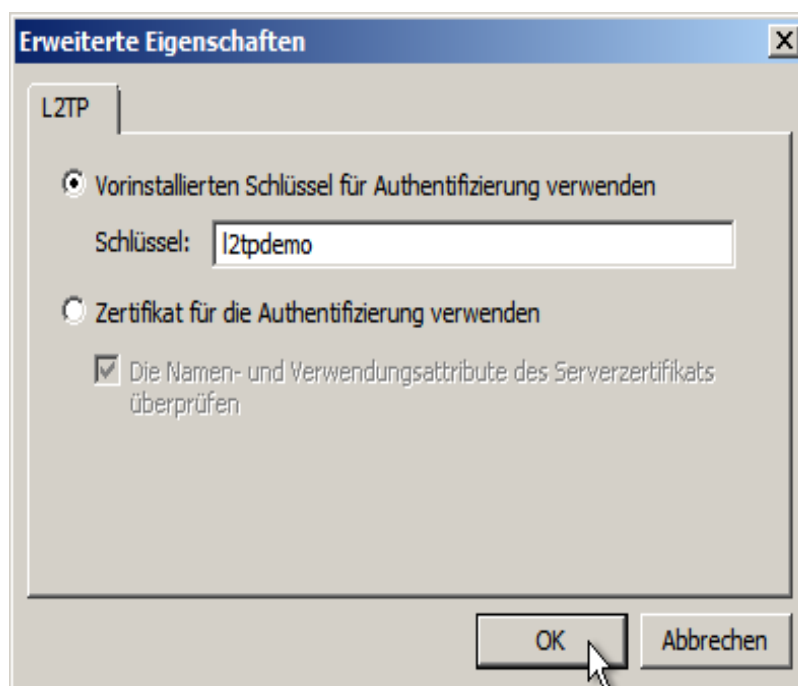 Erweiterte Eigenschaften
L2TP
Vorinstallierten Schlüssel für Authentifizierung verwenden
Schlüssel: l2tpdemo
Zertifikat für die Authentifizierung verwenden
Die Namen- und Verwendungsattribute des Serverzertifikats
überprüfen
OK Abbrechen